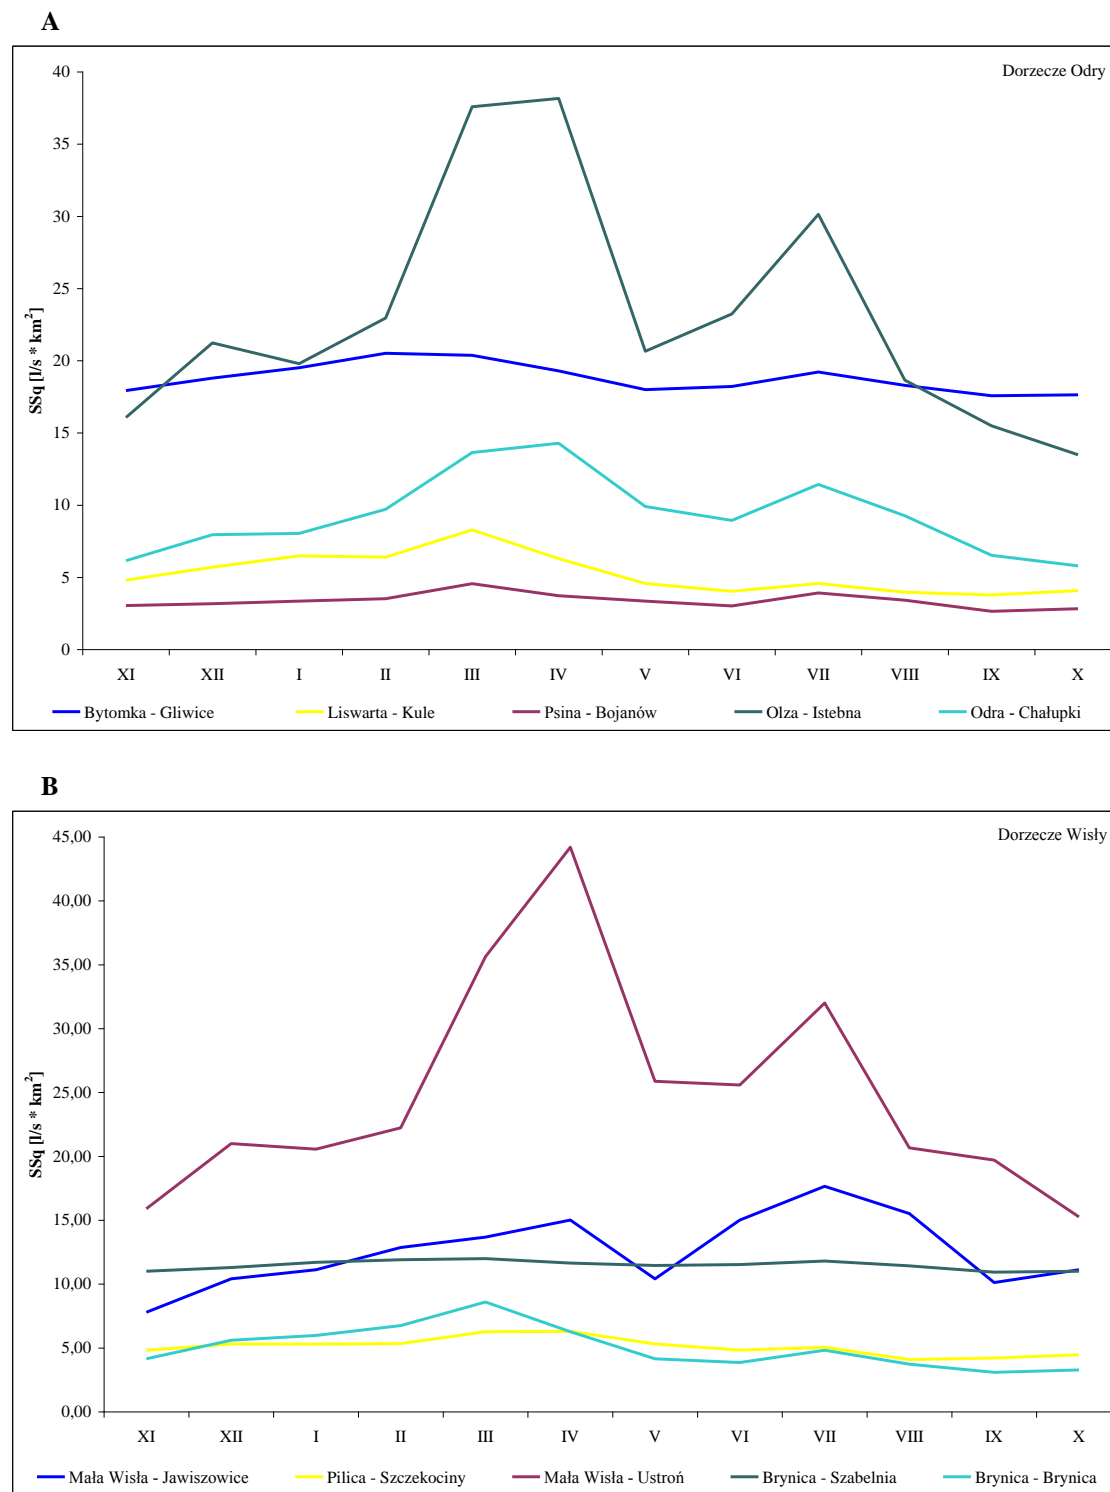 A
Dorzecze Odry
40
35
30
25
20
15
10
5
0
SSq [l/s * km²]
XI XII I II III IV V VI VII VIII IX X
Bytomka - Gliwice Liswarta - Kule Psina - Bojanów Olza - Istebna Odra - Chałupki
B
Dorzecze Wisły
45,00
40,00
35,00
30,00
25,00
20,00
15,00
10,00
5,00
0,00
SSq [l/s * km²]
XI XII I II III IV V VI VII VIII IX X
Mała Wisła - Jawiszowice Pilica - Szczekociny Mała Wisła - Ustroń Brynica - Szabelnia Brynica - Brynica